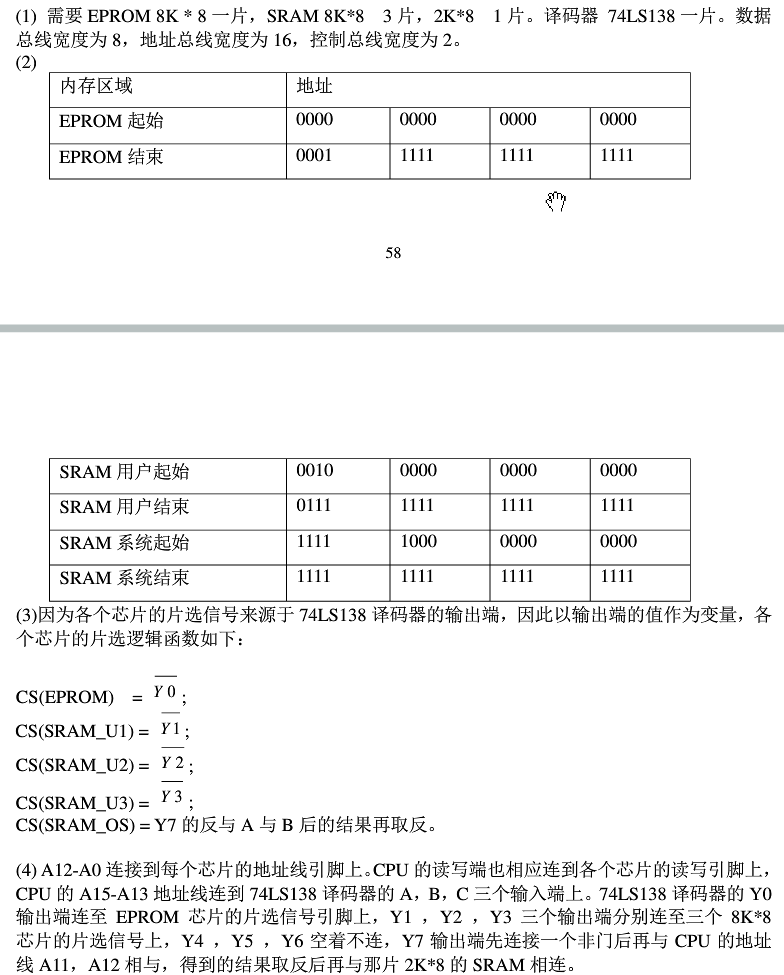 (1) 需要 EPROM 8K * 8 一片，SRAM 8K*8 3 片，2K*8 1 片。译码器 74LS138 一片。数据
总线宽度为 8，地址总线宽度为 16，控制总线宽度为 2。
(2)
内存区域 地址
EPROM 起始 0000 0000 0000 0000
EPROM 结束 0001 1111 1111 1111
58
SRAM 用户起始 0010 0000 0000 0000
SRAM 用户结束 0111 1111 1111 1111
SRAM 系统起始 1111 1000 0000 0000
SRAM 系统结束 1111 1111 1111 1111
(3)因为各个芯片的片选信号来源于 74LS138 译码器的输出端，因此以输出端的值作为变量，各
个芯片的片选逻辑函数如下：
CS(EPROM) = Y̅0̅;
CS(SRAM_U1) = Y̅1̅;
CS(SRAM_U2) = Y̅2̅;
CS(SRAM_U3) = Y̅3̅;
CS(SRAM_OS) = Y7 的反与 A 与 B 后的结果再取反。
(4) A12-A0 连接到每个芯片的地址线引脚上。CPU 的读写端也相应连到各个芯片的读写引脚上，
CPU 的 A15-A13 地址线连到 74LS138 译码器的 A，B，C 三个输入端上。74LS138 译码器的 Y0
输出端连至 EPROM 芯片的片选信号引脚上，Y1 ，Y2 ，Y3 三个输出端分别连至三个 8K*8
芯片的片选信号上，Y4 ，Y5 ，Y6 空着不连，Y7 输出端先连接一个非门后再与 CPU 的地址
线 A11，A12 相与，得到的结果取反后再与那片 2K*8 的 SRAM 相连。